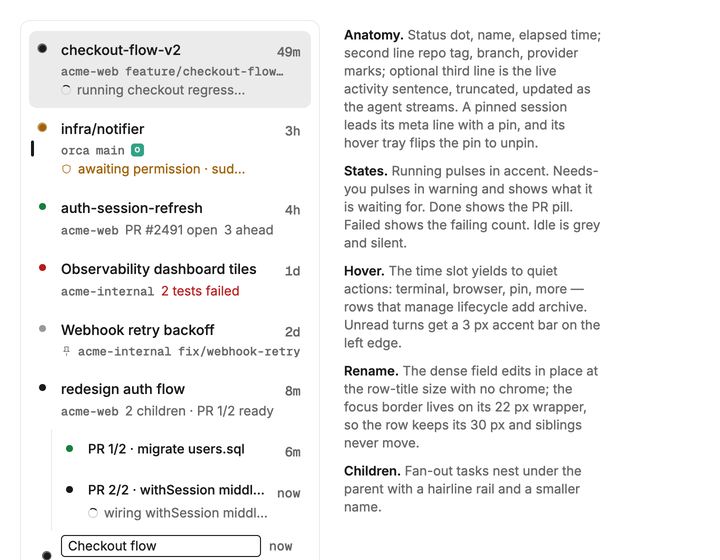 checkout-flow-v2 49m
acme-web feature/checkout-flow…
running checkout regress…
infra/notifier 3h
orca main O
awaiting permission · sud…
auth-session-refresh 4h
acme-web PR #2491 open 3 ahead
Observability dashboard tiles 1d
acme-internal 2 tests failed
Webhook retry backoff 2d
acme-internal fix/webhook-retry
redesign auth flow 8m
acme-web 2 children · PR 1/2 ready
PR 1/2 · migrate users.sql 6m
PR 2/2 · withSession middl… now
wiring withSession middl…
Checkout flow now
Anatomy. Status dot, name, elapsed time;
second line repo tag, branch, provider
marks; optional third line is the live
activity sentence, truncated, updated as
the agent streams. A pinned session
leads its meta line with a pin, and its
hover tray flips the pin to unpin.
States. Running pulses in accent. Needs-
you pulses in warning and shows what it
is waiting for. Done shows the PR pill.
Failed shows the failing count. Idle is grey
and silent.
Hover. The time slot yields to quiet
actions: terminal, browser, pin, more —
rows that manage lifecycle add archive.
Unread turns get a 3 px accent bar on the
left edge.
Rename. The dense field edits in place at
the row-title size with no chrome; the
focus border lives on its 22 px wrapper,
so the row keeps its 30 px and siblings
never move.
Children. Fan-out tasks nest under the
parent with a hairline rail and a smaller
name.